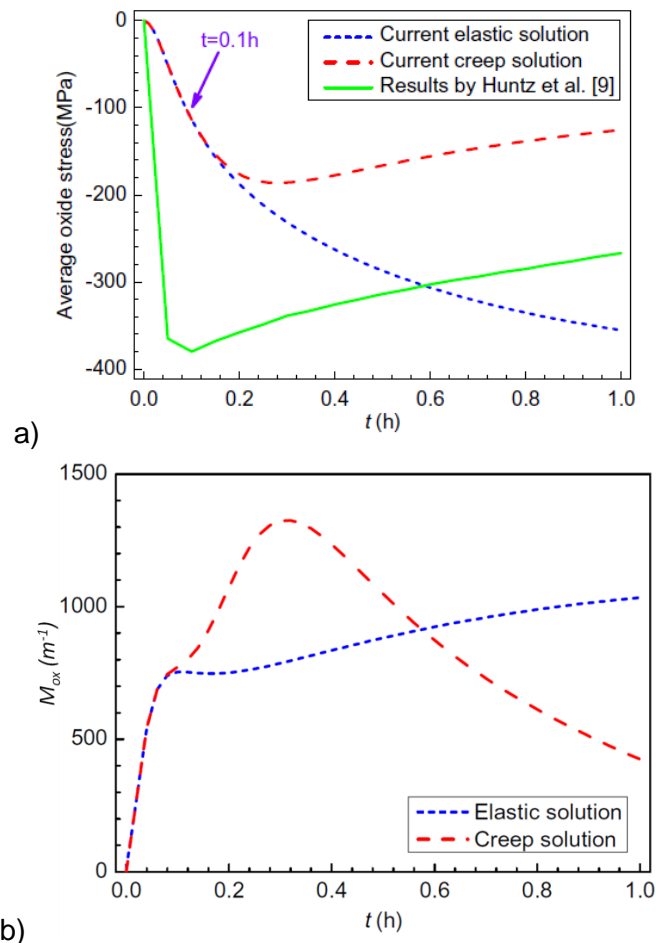 0
-100
-200
-300
-400
Average oxide stress(MPa)
t=0.1h
Current elastic solution
Current creep solution
Results by Huntz et al. [9]
0.0 0.2 0.4 0.6 0.8 1.0
t (h)
a)
1500
1000
500
0
M_ox (m⁻¹)
Elastic solution
Creep solution
0.0 0.2 0.4 0.6 0.8 1.0
t (h)
b)